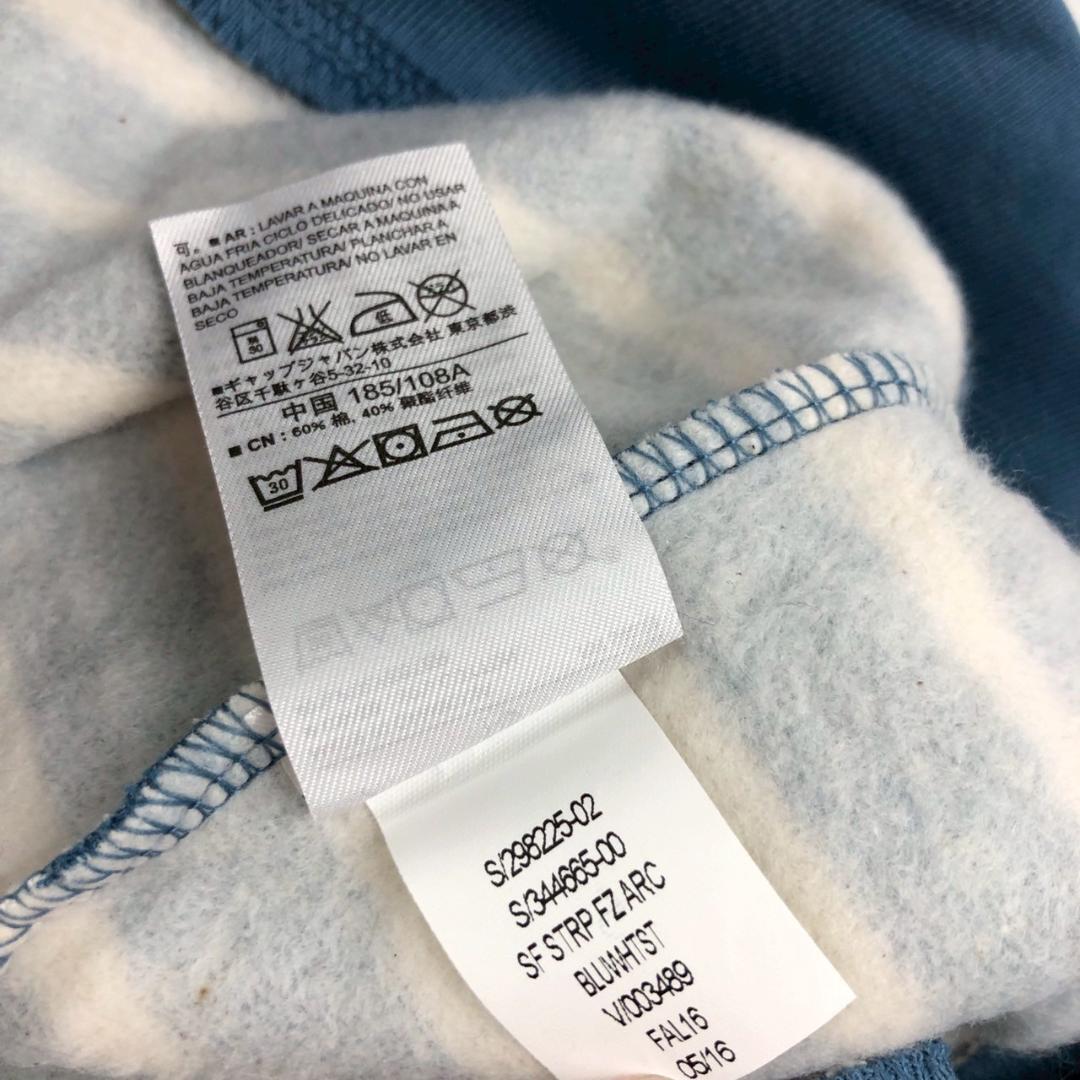 可。■ AR : LAVAR A MAQUINA CON
AGUA FRIA CICLO DELICADO/ NO USAR
BLANQUEADOR/ SECAR A MAQUINA A
BAJA TEMPERATURA/ PLANCHAR A
BAJA TEMPERATURA/ NO LAVAR EN
SECO
30 低
■ギャップジャパン株式会社 東京都渋
谷区千駄ヶ谷5-32-10
中国 185/108A
■ CN : 60% 棉, 40% 聚酯纤维
30
S/298225-02
S/344665-00
SF STRP FZ ARC
BLUWHTST
V/003489
FAL16
05/16